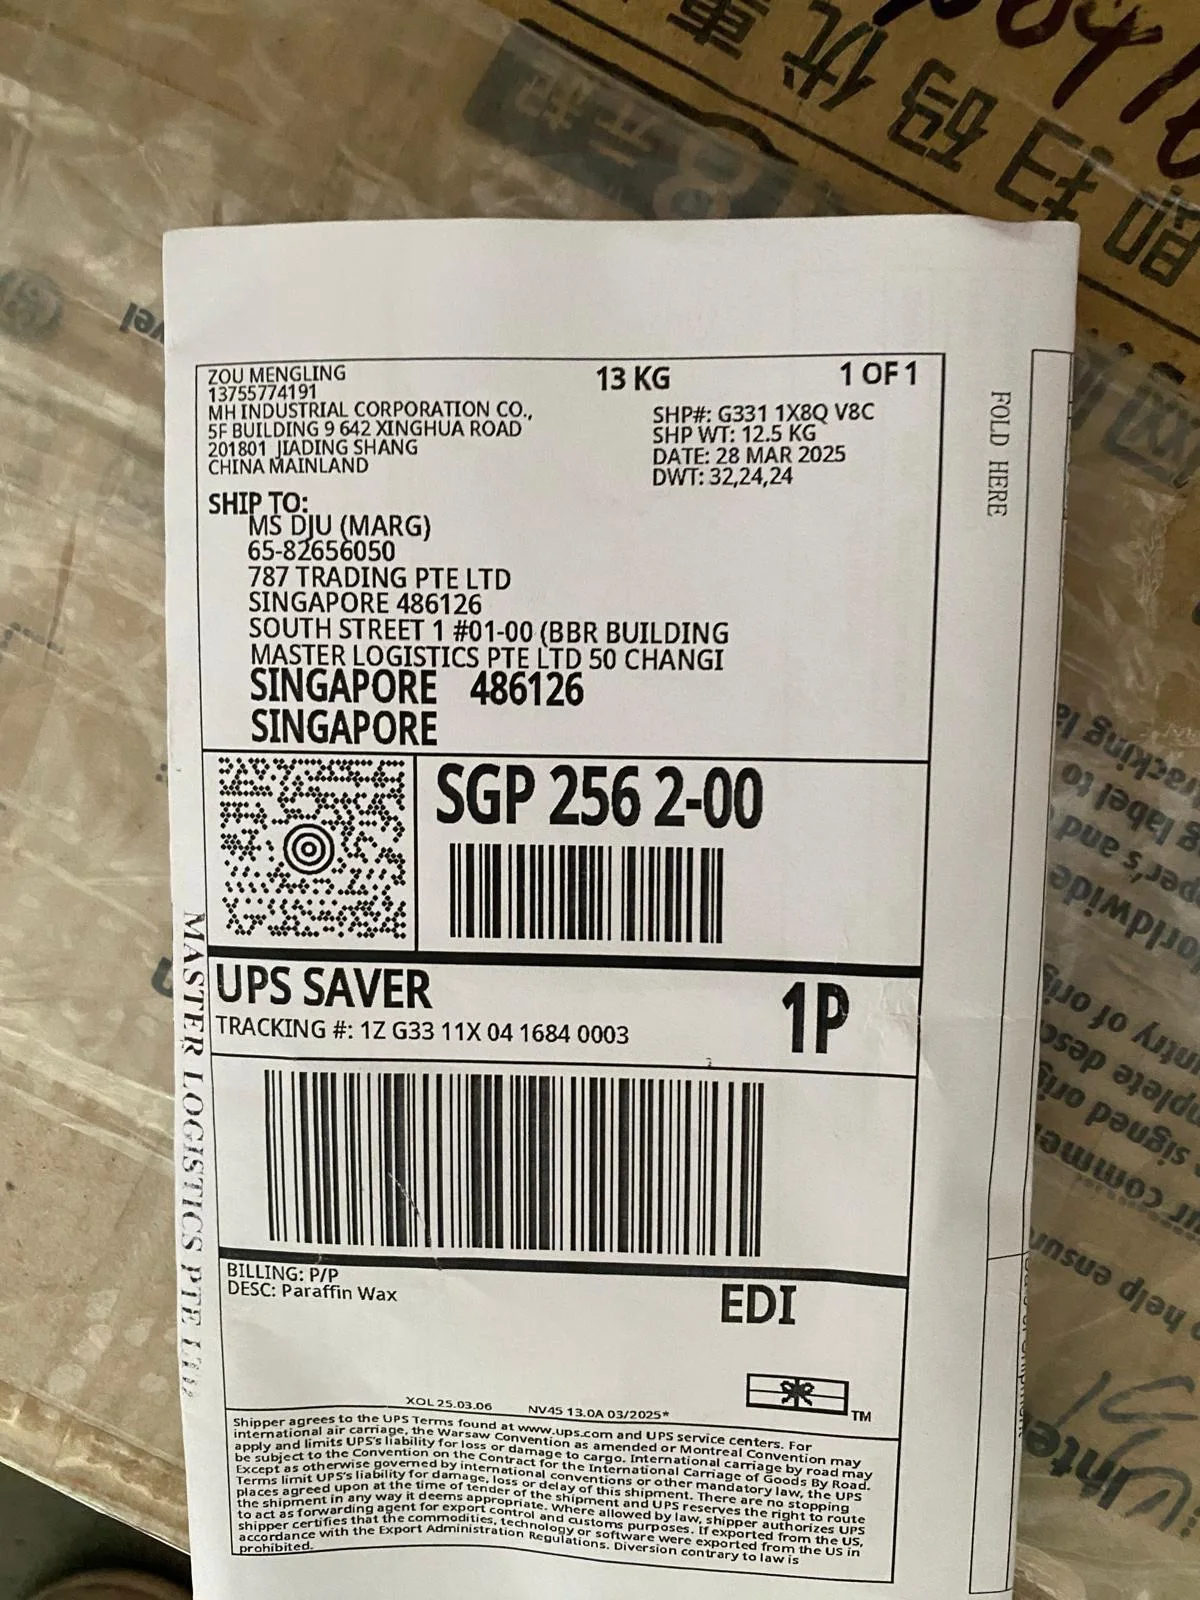 ZOU MENGLING
13755774191
MH INDUSTRIAL CORPORATION CO.,
5F BUILDING 9 642 XINGHUA ROAD
201801 JIADING SHANG
CHINA MAINLAND
13 KG
1 OF 1
SHP#: G331 1X8Q V8C
SHP WT: 12.5 KG
DATE: 28 MAR 2025
DWT: 32,24,24
SHIP TO:
MS DJU (MARG)
65-82656050
787 TRADING PTE LTD
SINGAPORE 486126
SOUTH STREET 1 #01-00 (BBR BUILDING
MASTER LOGISTICS PTE LTD 50 CHANGI
SINGAPORE 486126
SINGAPORE
SGP 256 2-00
UPS SAVER
TRACKING #: 1Z G33 11X 04 1684 0003
1P
BILLING: P/P
DESC: Paraffin Wax
EDI
XOL 25.03.06
NV45 13.0A 03/2025*
TM
Shipper agrees to the UPS Terms found at www.ups.com and UPS service centers. For
international air carriage, the Warsaw Convention as amended or Montreal Convention may
apply and limits UPS's liability for loss or damage to cargo. International carriage by road may
be subject to the Convention on the Contract for the International Carriage of Goods By Road.
Except as otherwise governed by international conventions or other mandatory law, the UPS
Terms limit UPS's liability for damage, loss or delay of this shipment. There are no stopping
places agreed upon at the time of tender of the shipment and UPS reserves the right to route
the shipment in any way it deems appropriate. Where allowed by law, shipper authorizes UPS
to act as forwarding agent for export control and customs purposes. If exported from the US,
shipper certifies that the commodities, technology or software were exported from the US in
accordance with the Export Administration Regulations. Diversion contrary to law is
prohibited.
FOLD HERE
MASTER LOGISTICS PTE LTD